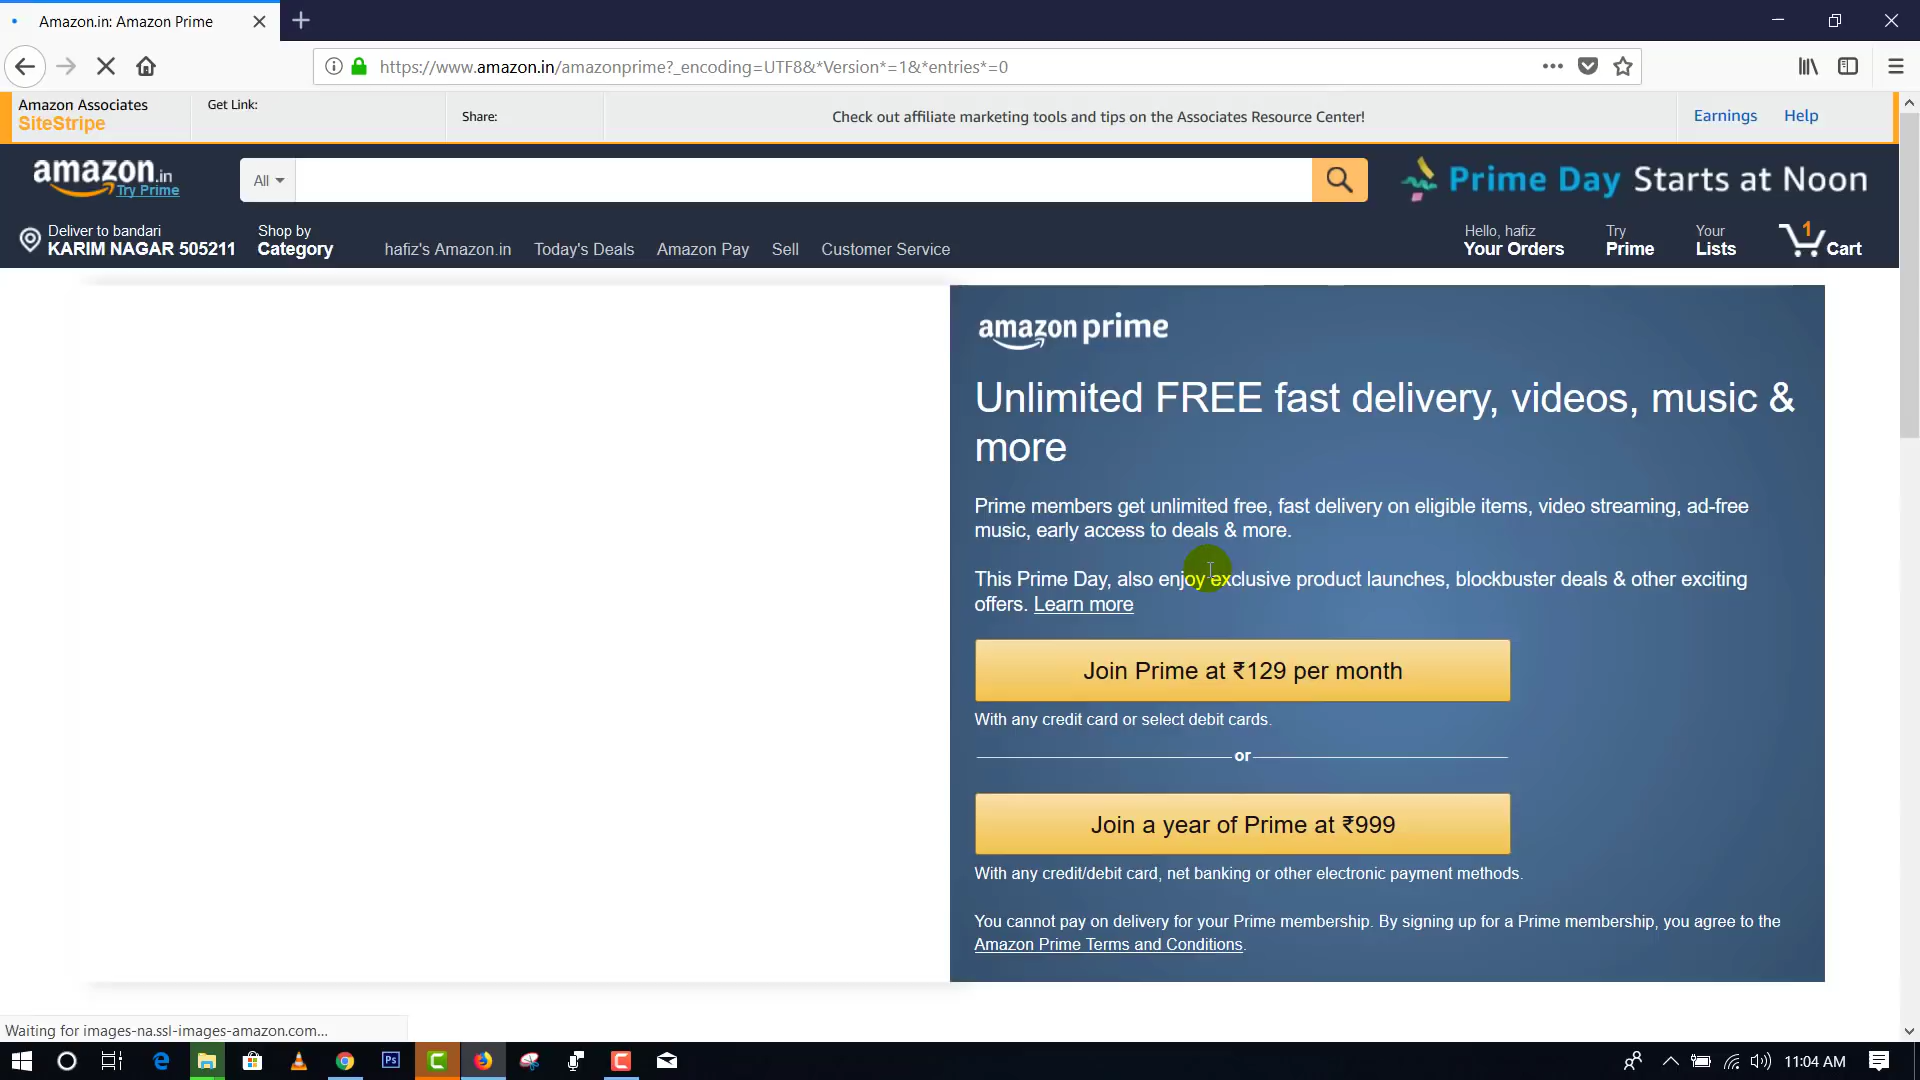 Amazon.in: Amazon Prime
https://www.amazon.in/amazonprime?_encoding=UTF8&*Version*=1&*entries*=0
Amazon Associates
SiteStripe
Get Link:
Share:
Check out affiliate marketing tools and tips on the Associates Resource Center!
Earnings
Help
amazon.in
Try Prime
All
Prime Day Starts at Noon
Deliver to bandari
KARIM NAGAR 505211
Shop by
Category
hafiz's Amazon.in
Today's Deals
Amazon Pay
Sell
Customer Service
Hello, hafiz
Your Orders
Try
Prime
Your
Lists
1
Cart
amazon prime
Unlimited FREE fast delivery, videos, music &
more
Prime members get unlimited free, fast delivery on eligible items, video streaming, ad-free
music, early access to deals & more.
This Prime Day, also enjoy exclusive product launches, blockbuster deals & other exciting
offers. Learn more
Join Prime at ₹129 per month
With any credit card or select debit cards.
or
Join a year of Prime at ₹999
With any credit/debit card, net banking or other electronic payment methods.
You cannot pay on delivery for your Prime membership. By signing up for a Prime membership, you agree to the
Amazon Prime Terms and Conditions.
Waiting for images-na.ssl-images-amazon.com...
Ps
11:04 AM